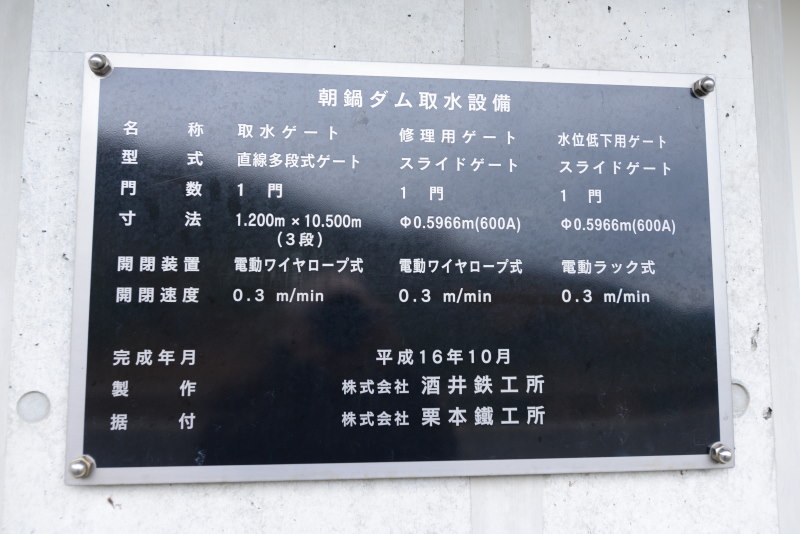 朝鍋ダム取水設備
名 称 取水ゲート 修理用ゲート 水位低下用ゲート
型 式 直線多段式ゲート スライドゲート スライドゲート
門 数 1 門 1 門 1 門
寸 法 1.200m × 10.500m Φ0.5966m(600A) Φ0.5966m(600A)
(3段)
開閉装置 電動ワイヤロープ式 電動ワイヤロープ式 電動ラック式
開閉速度 0.3 m/min 0.3 m/min 0.3 m/min
完成年月 平成16年10月
製 作 株式会社 酒井鉄工所
据 付 株式会社 栗本鐵工所